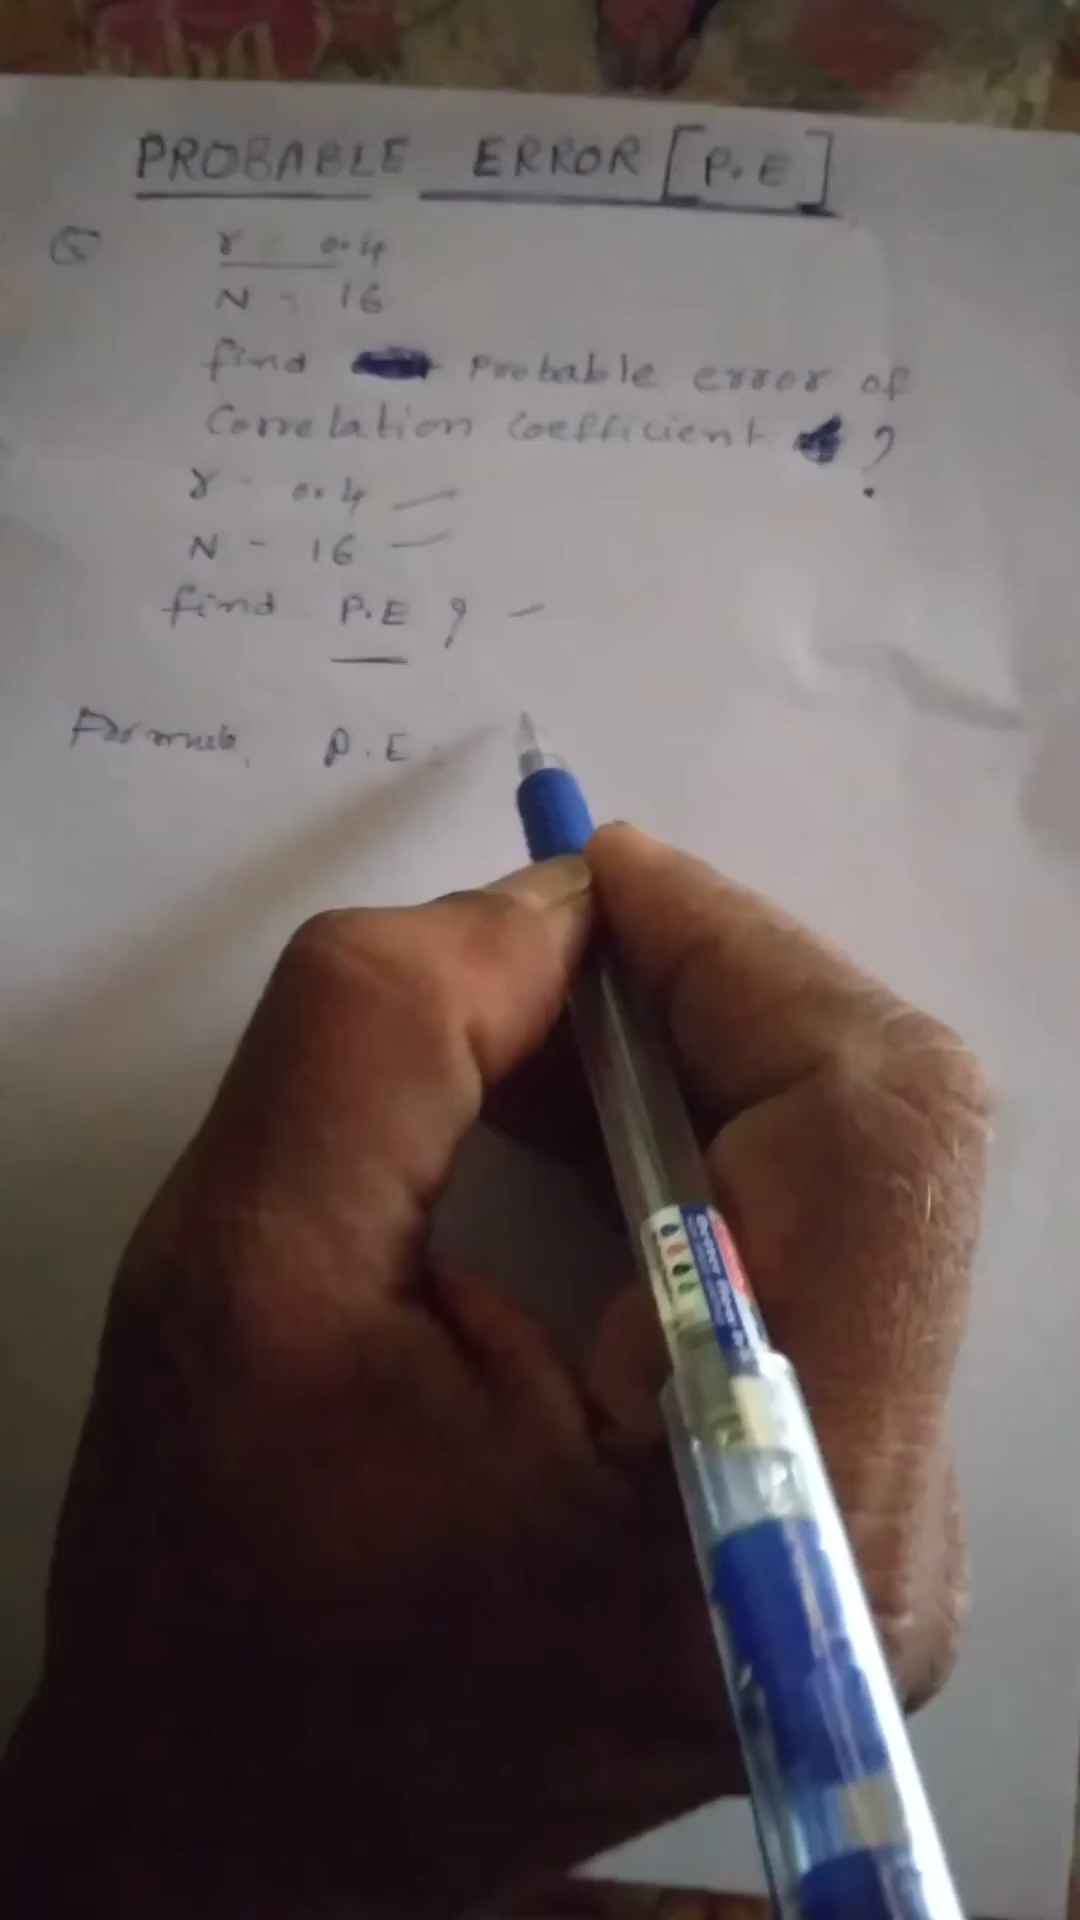 PROBABLE ERROR [P.E]
Q r = 0.4
N = 16
find Probable error of
Correlation Coefficient ?
r = 0.4
N = 16
find P.E ?
Formula, P.E =